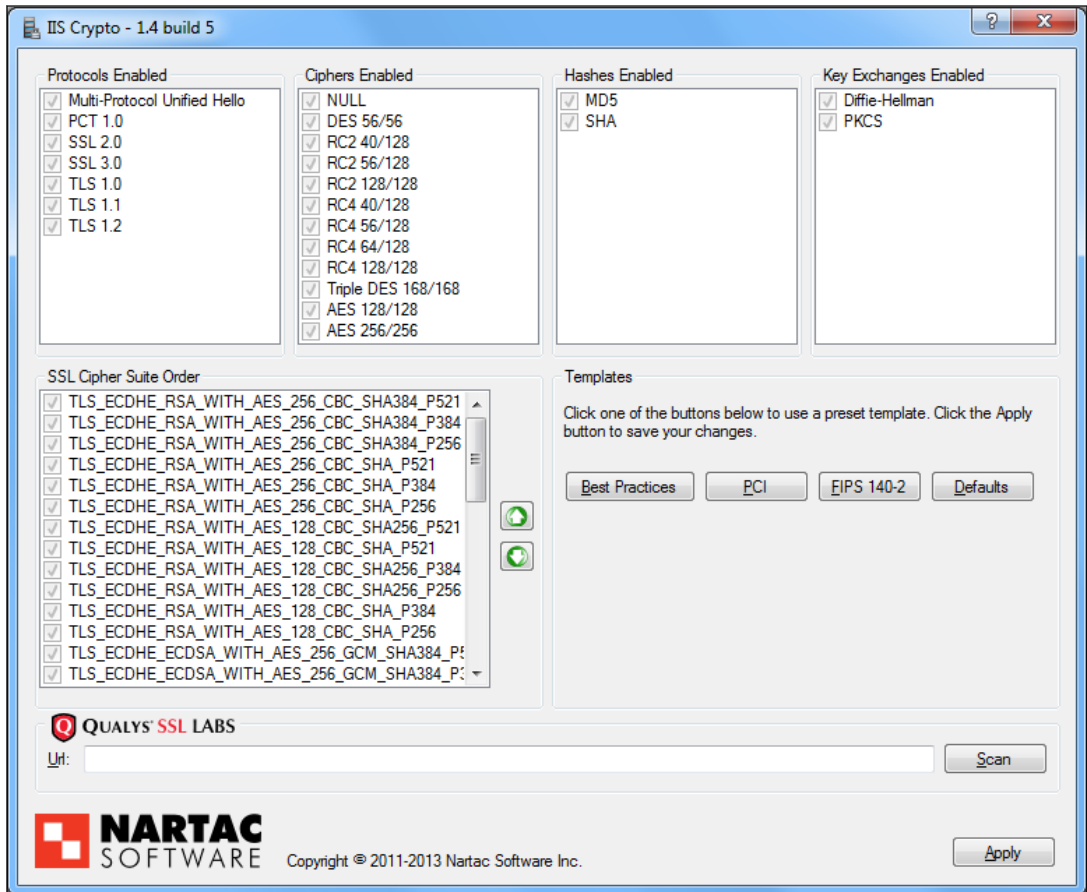 IIS Crypto - 1.4 build 5
Protocols Enabled
Multi-Protocol Unified Hello
PCT 1.0
SSL 2.0
SSL 3.0
TLS 1.0
TLS 1.1
TLS 1.2
Ciphers Enabled
NULL
DES 56/56
RC2 40/128
RC2 56/128
RC2 128/128
RC4 40/128
RC4 56/128
RC4 64/128
RC4 128/128
Triple DES 168/168
AES 128/128
AES 256/256
Hashes Enabled
MD5
SHA
Key Exchanges Enabled
Diffie-Hellman
PKCS
SSL Cipher Suite Order
TLS_ECDHE_RSA_WITH_AES_256_CBC_SHA384_P521
TLS_ECDHE_RSA_WITH_AES_256_CBC_SHA384_P384
TLS_ECDHE_RSA_WITH_AES_256_CBC_SHA384_P256
TLS_ECDHE_RSA_WITH_AES_256_CBC_SHA_P521
TLS_ECDHE_RSA_WITH_AES_256_CBC_SHA_P384
TLS_ECDHE_RSA_WITH_AES_256_CBC_SHA_P256
TLS_ECDHE_RSA_WITH_AES_128_CBC_SHA256_P521
TLS_ECDHE_RSA_WITH_AES_128_CBC_SHA_P521
TLS_ECDHE_RSA_WITH_AES_128_CBC_SHA256_P384
TLS_ECDHE_RSA_WITH_AES_128_CBC_SHA256_P256
TLS_ECDHE_RSA_WITH_AES_128_CBC_SHA_P384
TLS_ECDHE_RSA_WITH_AES_128_CBC_SHA_P256
TLS_ECDHE_ECDSA_WITH_AES_256_GCM_SHA384_P5
TLS_ECDHE_ECDSA_WITH_AES_256_GCM_SHA384_P3
Templates
Click one of the buttons below to use a preset template. Click the Apply
button to save your changes.
Best Practices
PCI
FIPS 140-2
Defaults
QUALYS' SSL LABS
Url:
Scan
NARTAC
SOFTWARE
Copyright © 2011-2013 Nartac Software Inc.
Apply